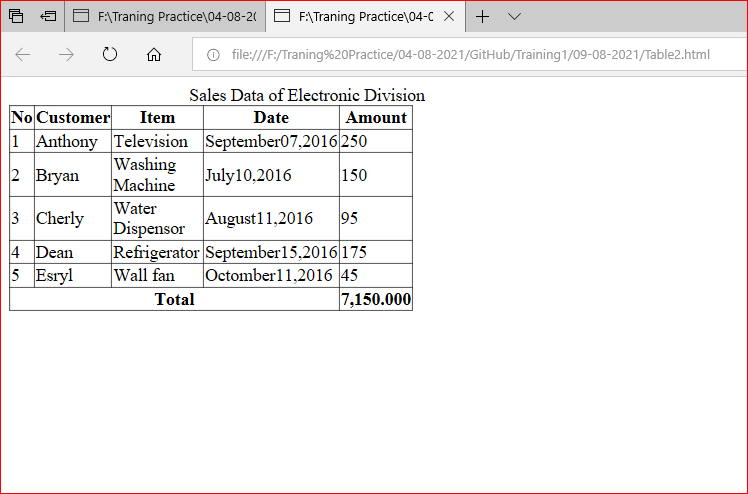 F:\Traning Practice\04-08-20 F:\Traning Practice\04-0
file:///F:/Traning%20Practice/04-08-2021/GitHub/Training1/09-08-2021/Table2.html
Sales Data of Electronic Division
No Customer Item Date Amount
1 Anthony Television September07,2016 250
2 Bryan Washing Machine July10,2016 150
3 Cherly Water Dispensor August11,2016 95
4 Dean Refrigerator September15,2016 175
5 Esryl Wall fan Octomber11,2016 45
Total 7,150.000